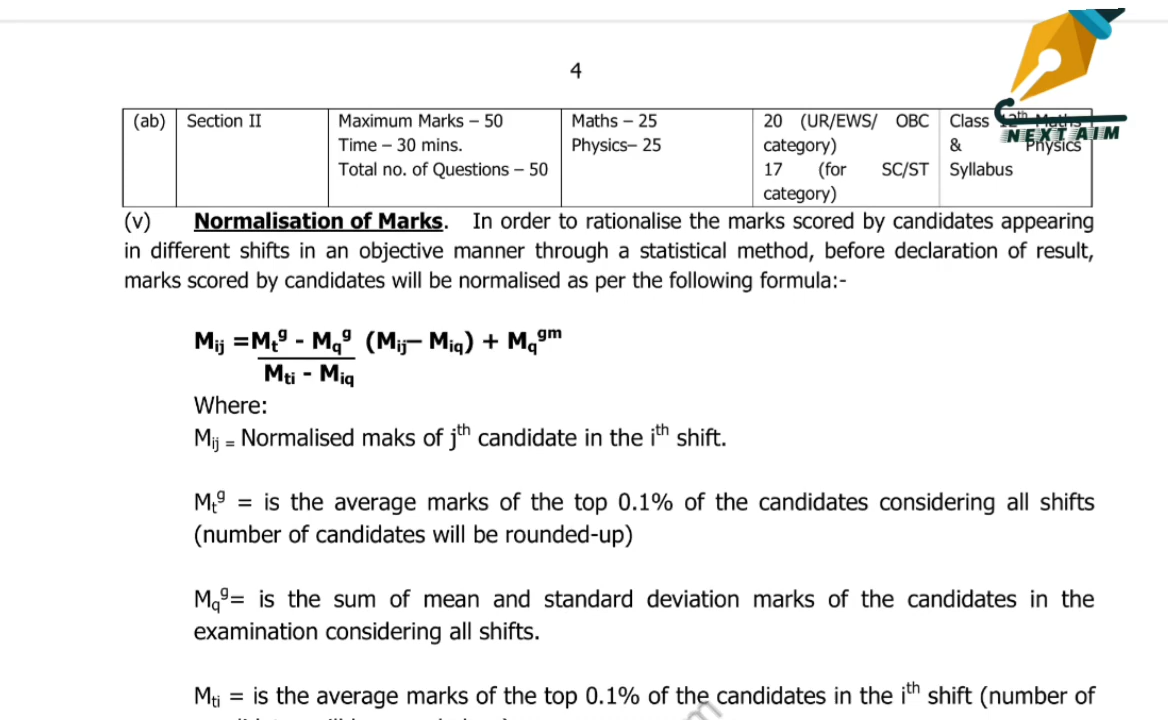 4
(ab) Section II Maximum Marks – 50 Maths – 25 20 (UR/EWS/ OBC Class 12th Maths
Time – 30 mins. Physics– 25 category) & Physics
Total no. of Questions – 50 17 (for SC/ST Syllabus
category)
NEXT AIM
(v) Normalisation of Marks. In order to rationalise the marks scored by candidates appearing
in different shifts in an objective manner through a statistical method, before declaration of result,
marks scored by candidates will be normalised as per the following formula:-
Mij =Mtg - Mqg (Mij– Miq) + Mqgm
Mti - Miq
Where:
Mij = Normalised maks of jth candidate in the ith shift.
Mtg = is the average marks of the top 0.1% of the candidates considering all shifts
(number of candidates will be rounded-up)
Mqg= is the sum of mean and standard deviation marks of the candidates in the
examination considering all shifts.
Mti = is the average marks of the top 0.1% of the candidates in the ith shift (number of